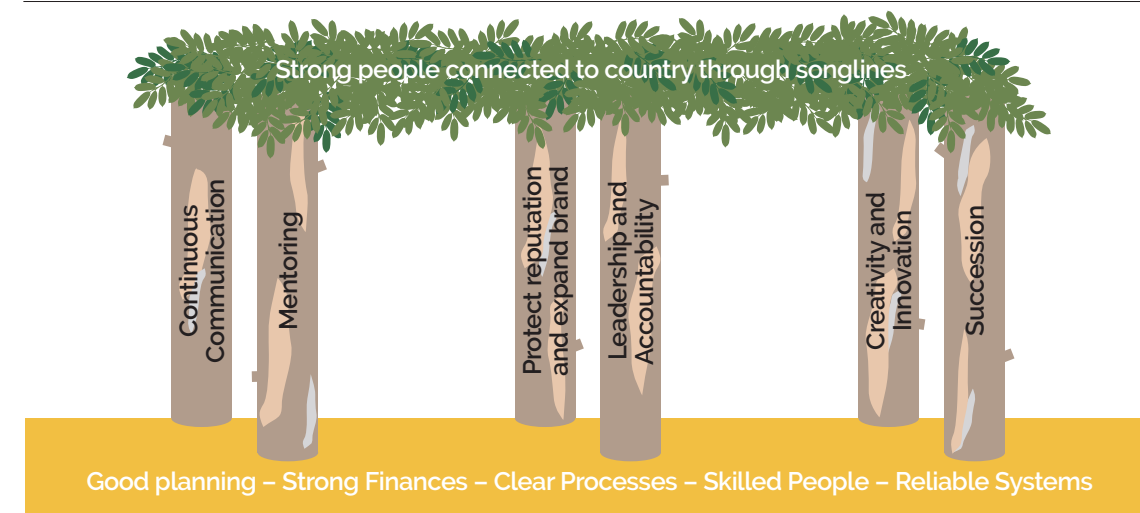 Strong people connected to country through songlines
Continuous
Communication
Mentoring
Protect reputation
and expand brand
Leadership and
Accountability
Creativity and
Innovation
Succession
Good planning – Strong Finances – Clear Processes – Skilled People – Reliable Systems